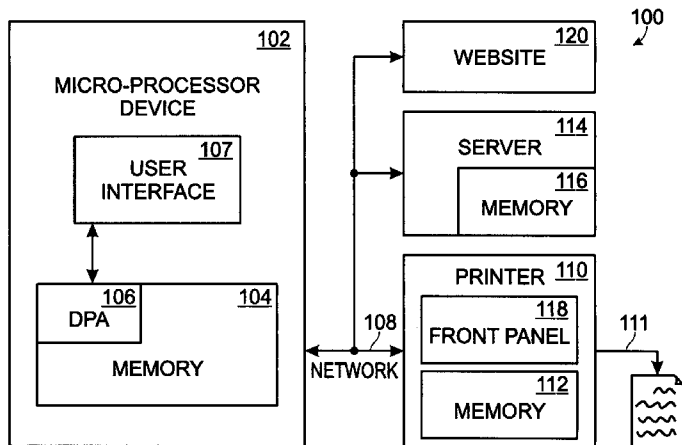 100
102
MICRO-PROCESSOR
DEVICE
107
USER
INTERFACE
106
DPA
104
MEMORY
108
NETWORK
120
WEBSITE
114
SERVER
116
MEMORY
PRINTER 110
118
FRONT PANEL
112
MEMORY
111